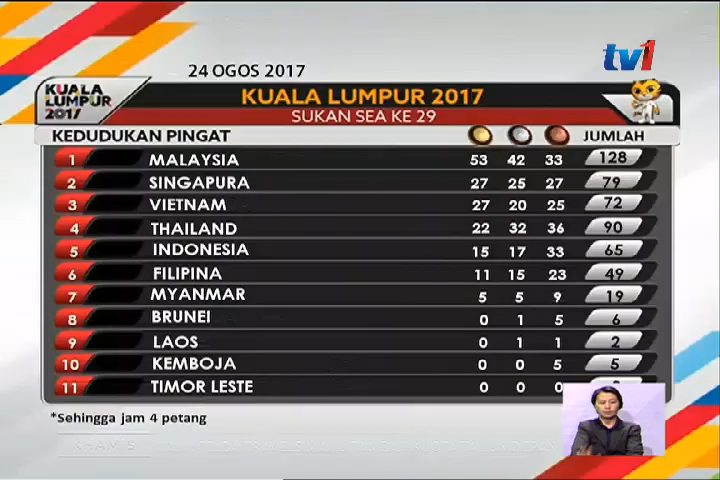 tv1
24 OGOS 2017
KUALA LUMPUR 2017
KUALA LUMPUR 2017
SUKAN SEA KE 29
KEDUDUKAN PINGAT JUMLAH
1 MALAYSIA 53 42 33 128
2 SINGAPURA 27 25 27 79
3 VIETNAM 27 20 25 72
4 THAILAND 22 32 36 90
5 INDONESIA 15 17 33 65
6 FILIPINA 11 15 23 49
7 MYANMAR 5 5 9 19
8 BRUNEI 0 1 5 6
9 LAOS 0 1 1 2
10 KEMBOJA 0 0 5 5
11 TIMOR LESTE 0 0 0
*Sehingga jam 4 petang
KHAMIS